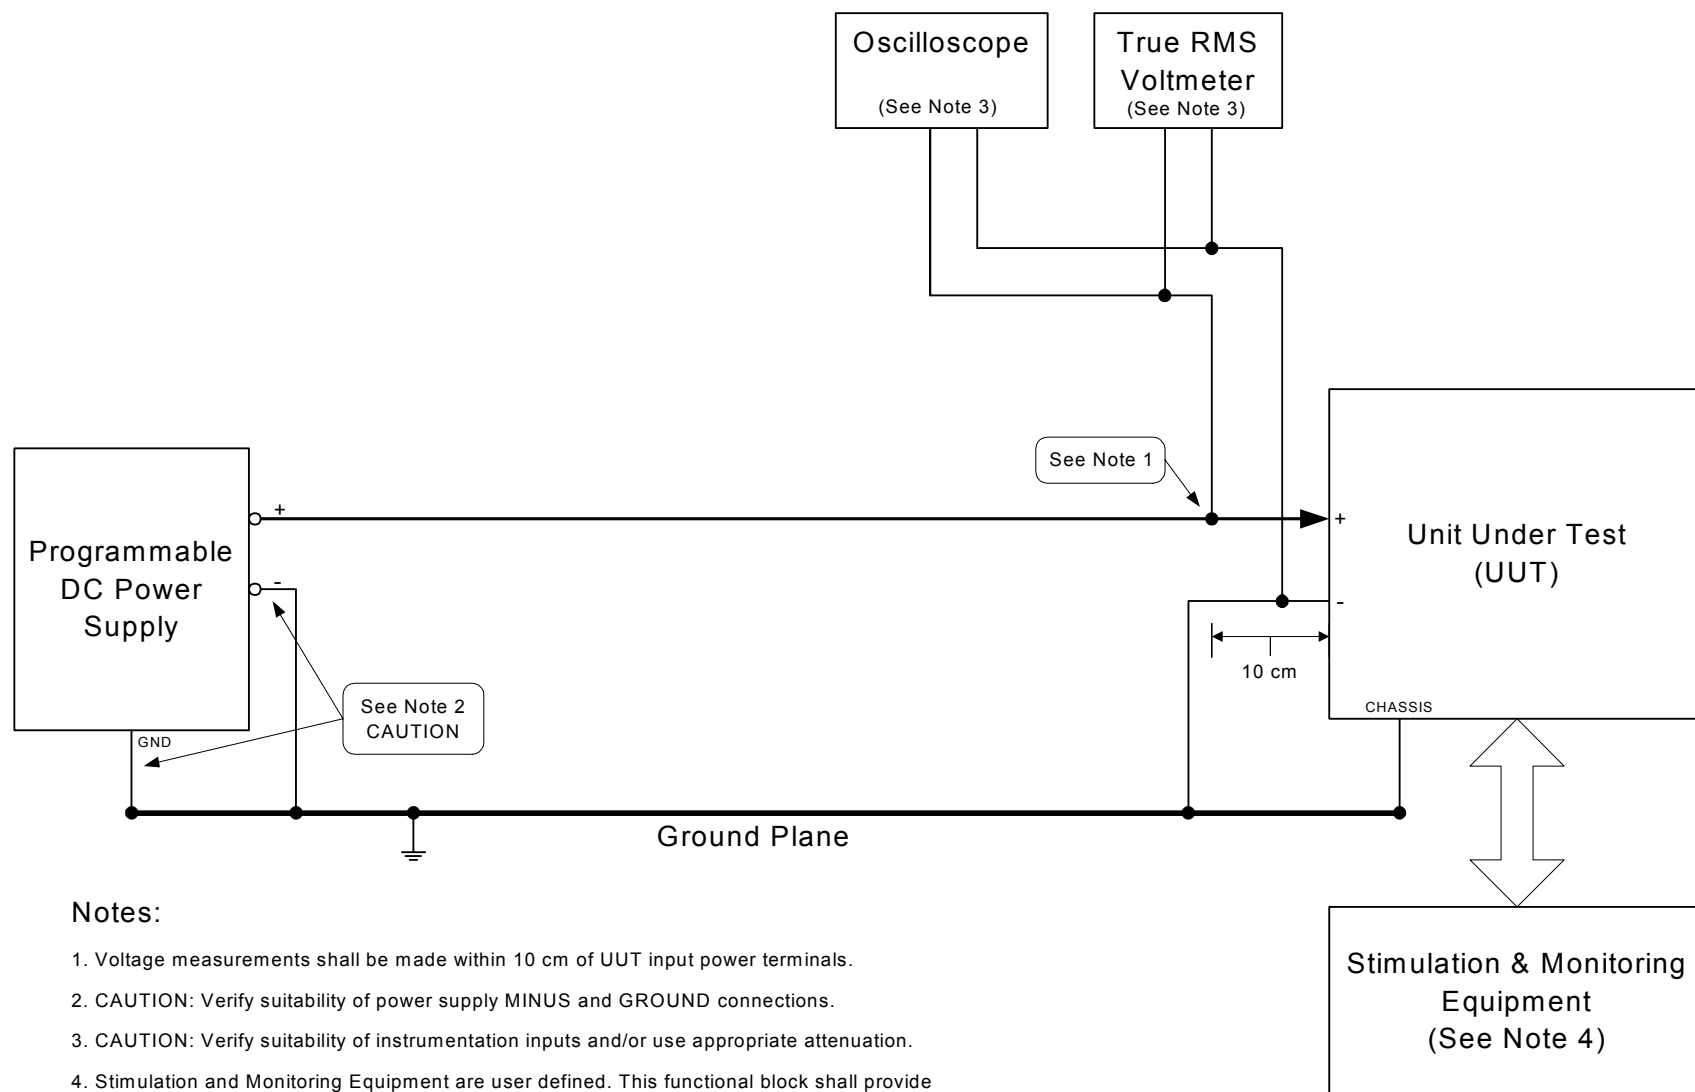 Oscilloscope
(See Note 3)
True RMS
Voltmeter
(See Note 3)
See Note 1
+
-
Programmable
DC Power
Supply
GND
See Note 2
CAUTION
+
-
Unit Under Test
(UUT)
10 cm
CHASSIS
Ground Plane
Stimulation & Monitoring
Equipment
(See Note 4)
Notes:
1. Voltage measurements shall be made within 10 cm of UUT input power terminals.
2. CAUTION: Verify suitability of power supply MINUS and GROUND connections.
3. CAUTION: Verify suitability of instrumentation inputs and/or use appropriate attenuation.
4. Stimulation and Monitoring Equipment are user defined. This functional block shall provide